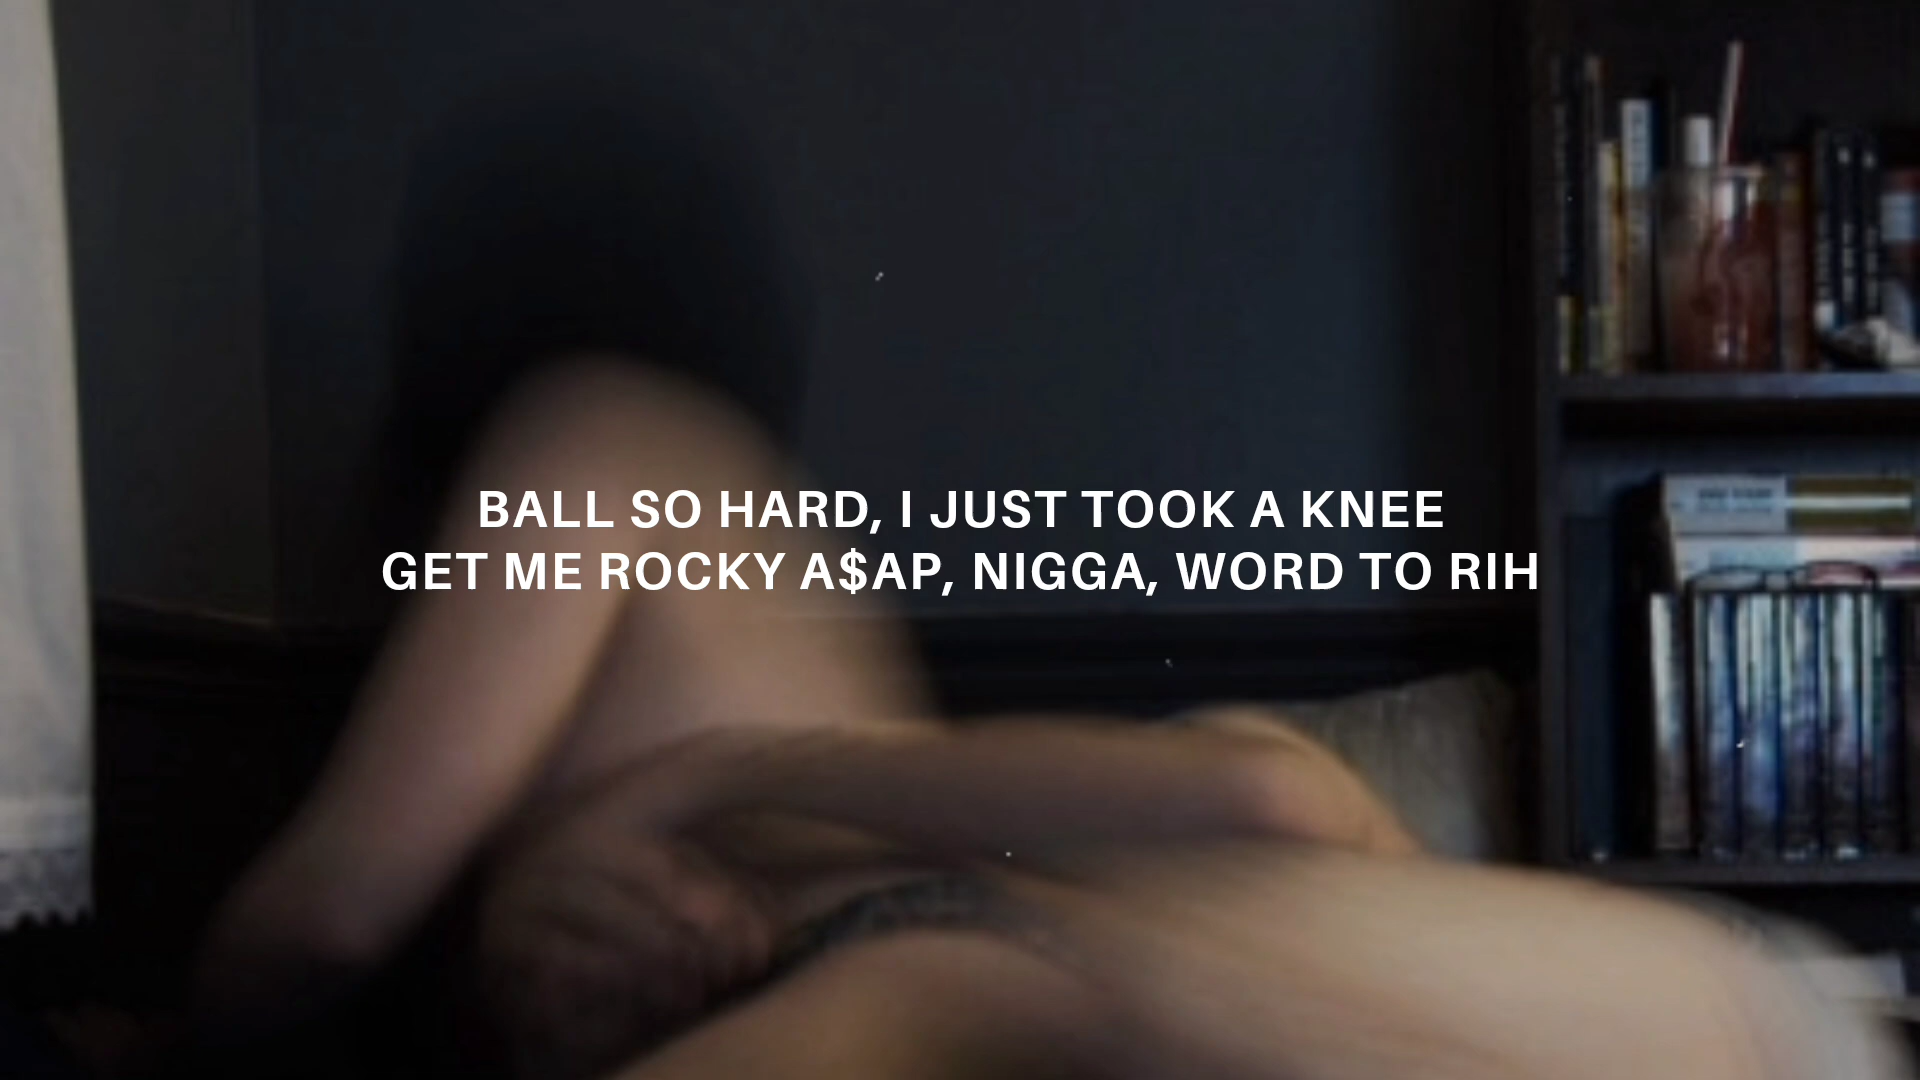 BALL SO HARD, I JUST TOOK A KNEE
GET ME ROCKY A$AP, NIGGA, WORD TO RIH